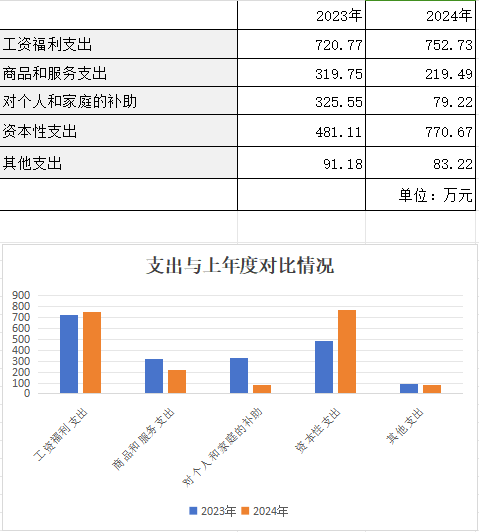 2023年 2024年
工资福利支出 720.77 752.73
商品和服务支出 319.75 219.49
对个人和家庭的补助 325.55 79.22
资本性支出 481.11 770.67
其他支出 91.18 83.22
单位：万元
支出与上年度对比情况
900
800
700
600
500
400
300
200
100
0
工资福利支出
商品和服务支出
对个人和家庭的补助
资本性支出
其他支出
2023年 2024年